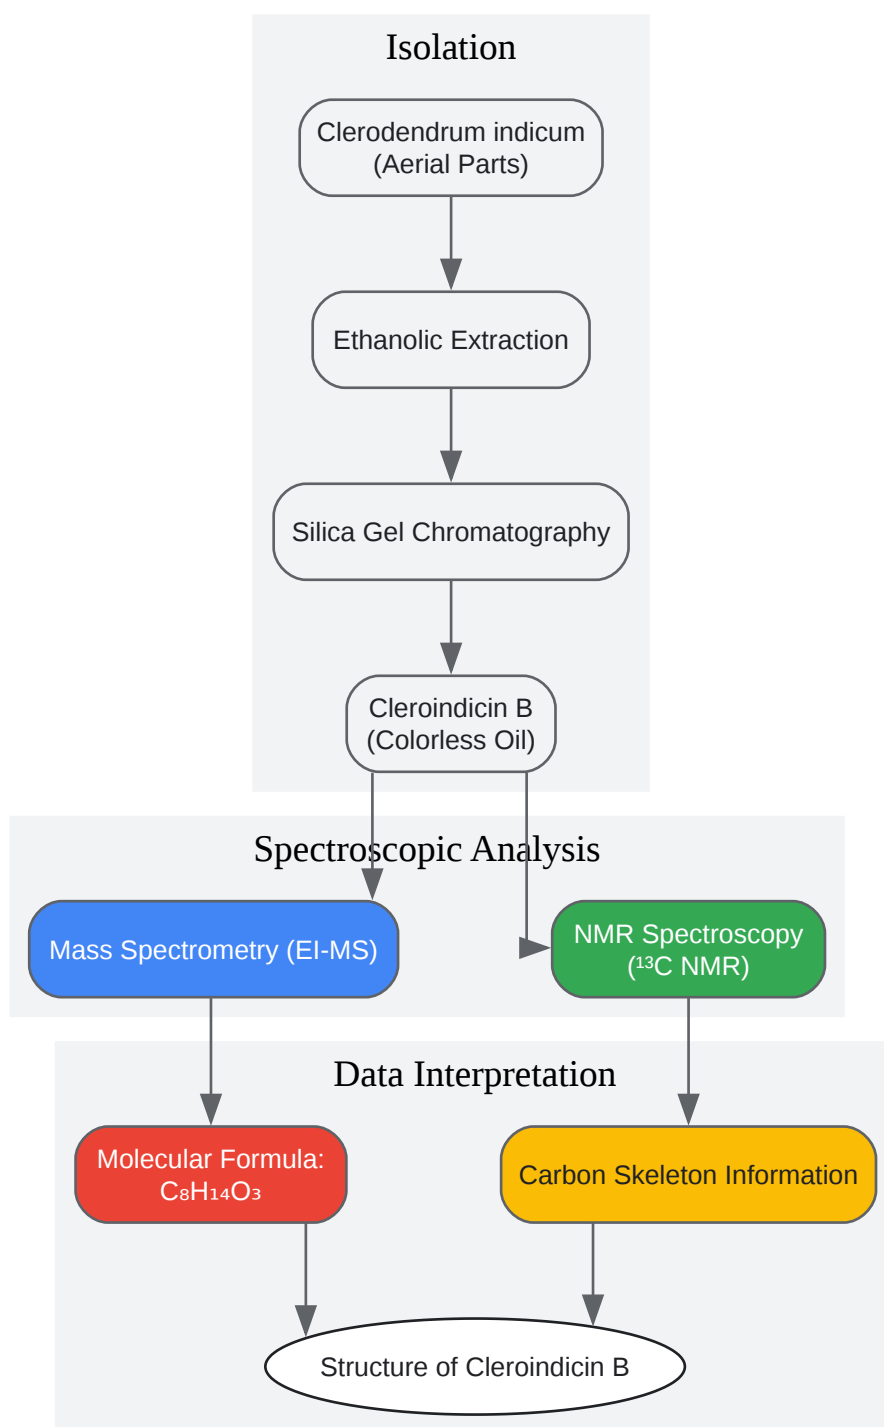 Isolation
Clerodendrum indicum
(Aerial Parts)
Ethanolic Extraction
Silica Gel Chromatography
Cleroindicin B
(Colorless Oil)
Spectroscopic Analysis
Mass Spectrometry (EI-MS)
NMR Spectroscopy
(¹³C NMR)
Data Interpretation
Molecular Formula:
C₈H₁₄O₃
Carbon Skeleton Information
Structure of Cleroindicin B